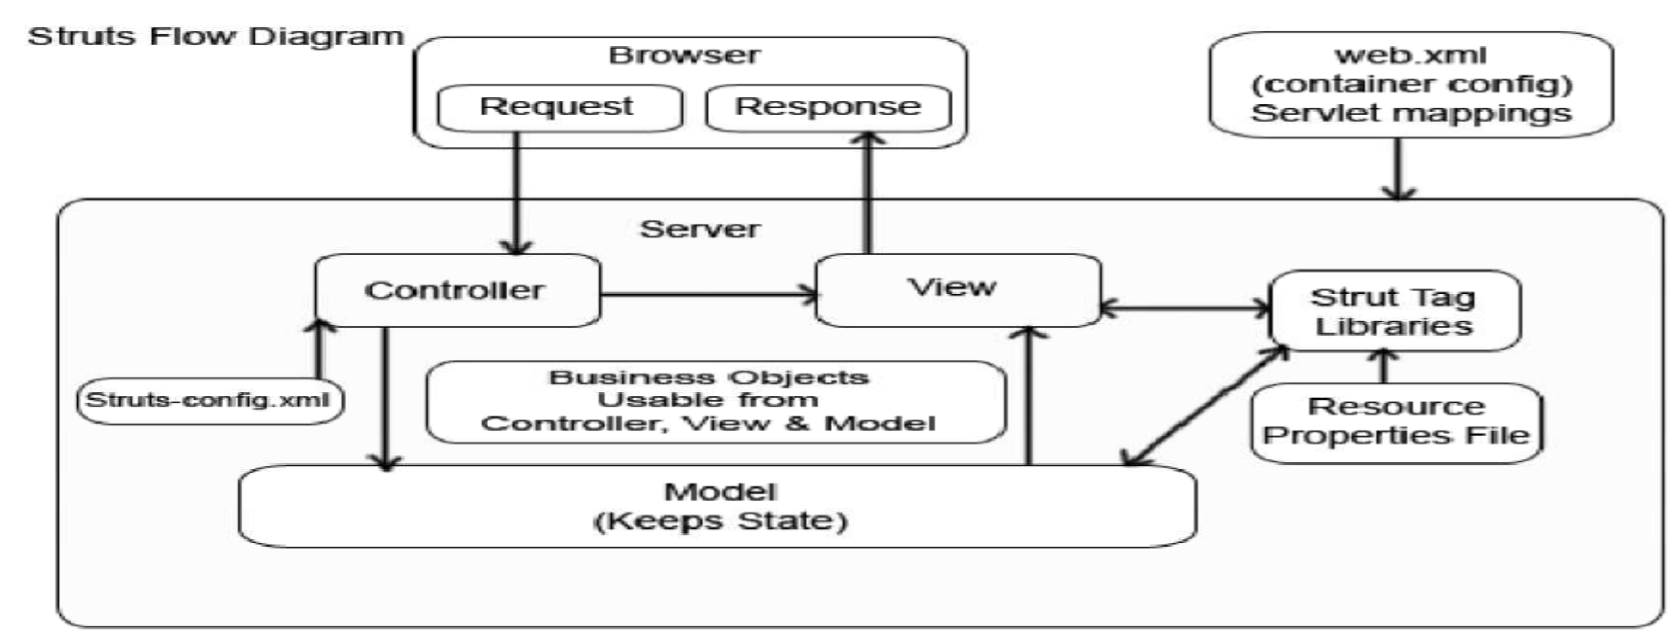 Struts Flow Diagram
Browser
Request
Response
web.xml
(container config)
Servlet mappings
Server
Controller
View
Strut Tag
Libraries
Struts-config.xml
Business Objects
Usable from
Controller, View & Model
Resource
Properties File
Model
(Keeps State)